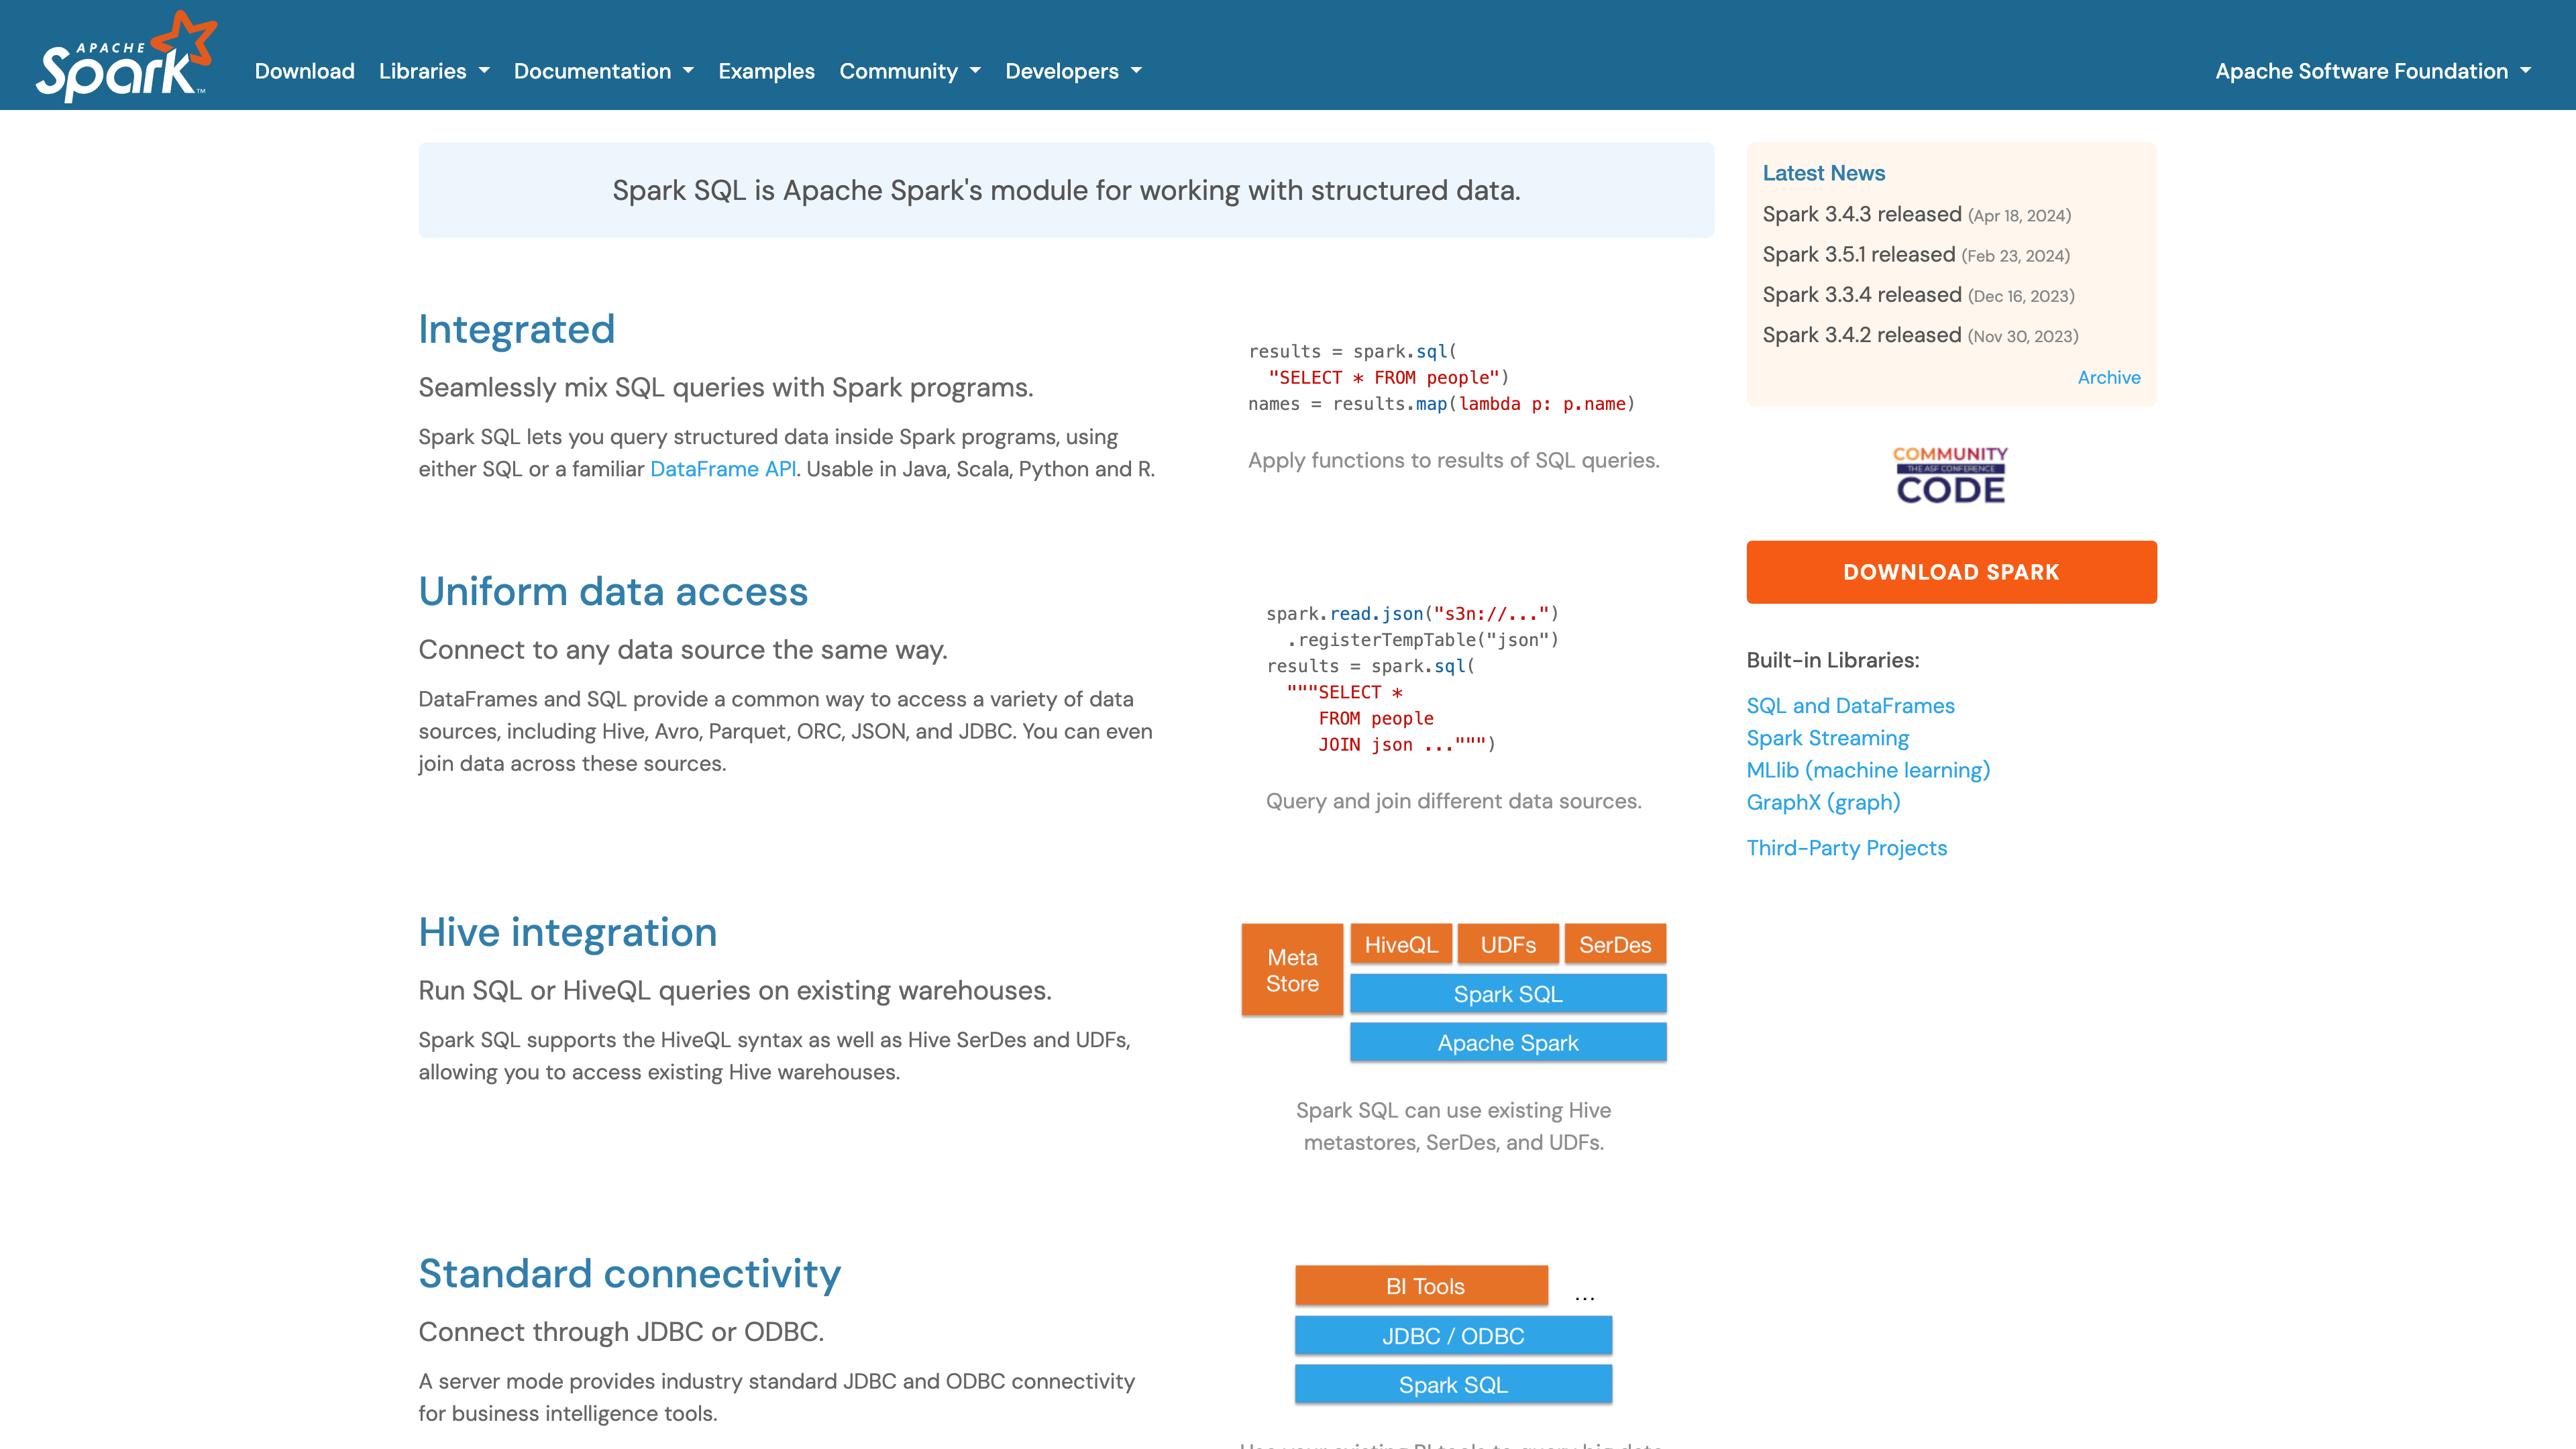 APACHE
Spark™
Download
Libraries
Documentation
Examples
Community
Developers
Apache Software Foundation
Spark SQL is Apache Spark's module for working with structured data.
Integrated
Seamlessly mix SQL queries with Spark programs.
Spark SQL lets you query structured data inside Spark programs, using
either SQL or a familiar DataFrame API. Usable in Java, Scala, Python and R.
results = spark.sql(
"SELECT * FROM people")
names = results.map(lambda p: p.name)
Apply functions to results of SQL queries.
Uniform data access
Connect to any data source the same way.
DataFrames and SQL provide a common way to access a variety of data
sources, including Hive, Avro, Parquet, ORC, JSON, and JDBC. You can even
join data across these sources.
spark.read.json("s3n://...")
.registerTempTable("json")
results = spark.sql(
"""SELECT *
FROM people
JOIN json ...""")
Query and join different data sources.
Hive integration
Run SQL or HiveQL queries on existing warehouses.
Spark SQL supports the HiveQL syntax as well as Hive SerDes and UDFs,
allowing you to access existing Hive warehouses.
Meta
Store
HiveQL
UDFs
SerDes
Spark SQL
Apache Spark
Spark SQL can use existing Hive
metastores, SerDes, and UDFs.
Standard connectivity
Connect through JDBC or ODBC.
A server mode provides industry standard JDBC and ODBC connectivity
for business intelligence tools.
BI Tools
...
JDBC / ODBC
Spark SQL
Use your existing BI tools to query big data.
Latest News
Spark 3.4.3 released (Apr 18, 2024)
Spark 3.5.1 released (Feb 23, 2024)
Spark 3.3.4 released (Dec 16, 2023)
Spark 3.4.2 released (Nov 30, 2023)
Archive
COMMUNITY
THE ASF CONFERENCE
CODE
DOWNLOAD SPARK
Built-in Libraries:
SQL and DataFrames
Spark Streaming
MLlib (machine learning)
GraphX (graph)
Third-Party Projects